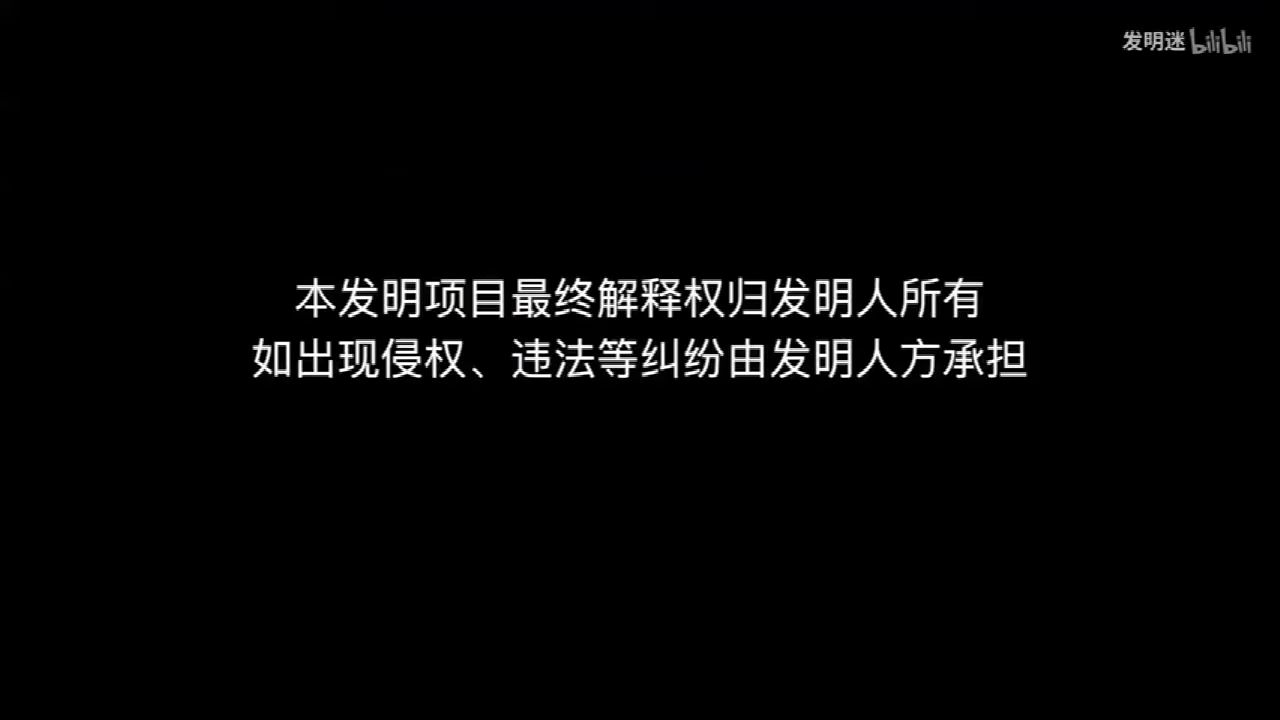 发明迷 bilibili
本发明项目最终解释权归发明人所有
如出现侵权、违法等纠纷由发明人方承担